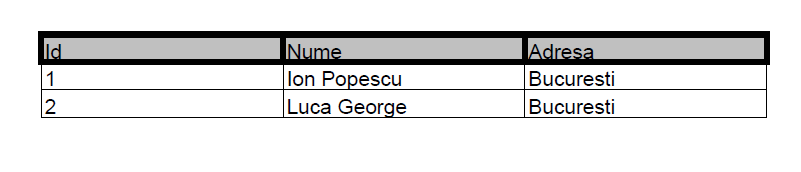 Id Nume Adresa
1 Ion Popescu Bucuresti
2 Luca George Bucuresti